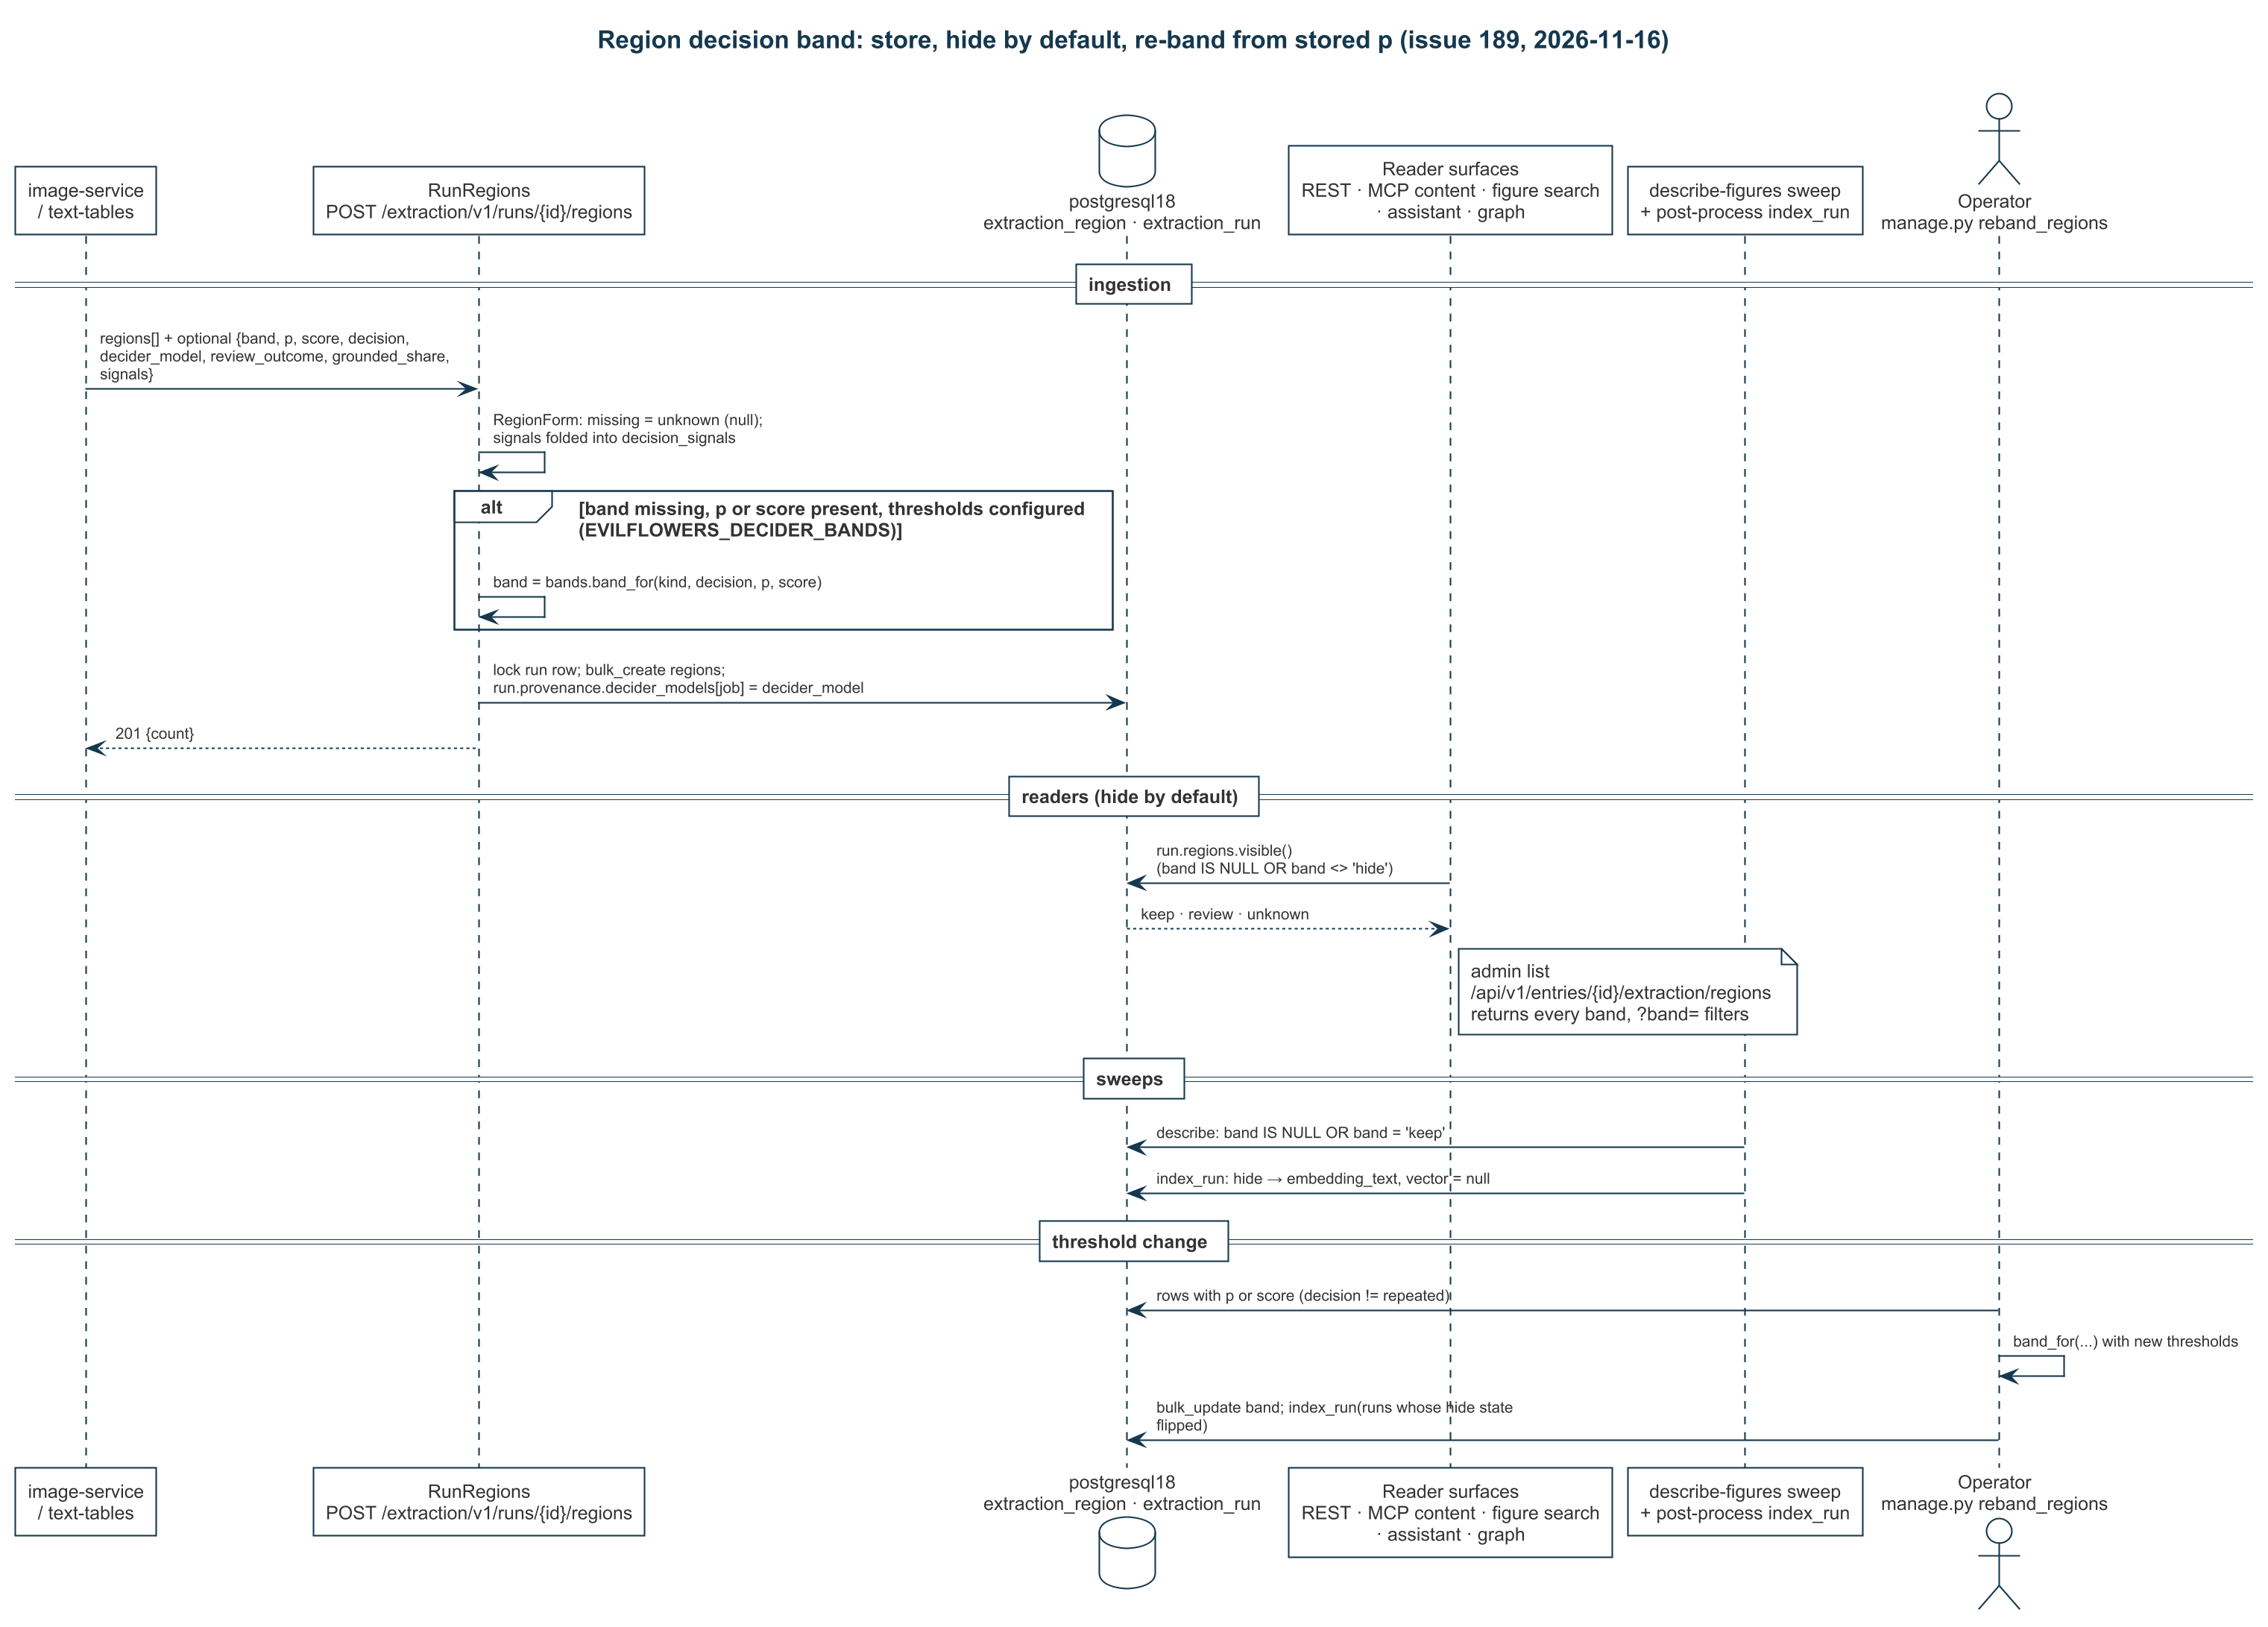 Region decision band: store, hide by default, re-band from stored p (issue 189, 2026-11-16)
image-service
/ text-tables
RunRegions
POST /extraction/v1/runs/{id}/regions
postgresql18
extraction_region · extraction_run
Reader surfaces
REST · MCP content · figure search
· assistant · graph
describe-figures sweep
+ post-process index_run
Operator
manage.py reband_regions
ingestion
regions[] + optional {band, p, score, decision,
decider_model, review_outcome, grounded_share,
signals}
RegionForm: missing = unknown (null);
signals folded into decision_signals
alt
[band missing, p or score present, thresholds configured
(EVILFLOWERS_DECIDER_BANDS)]
band = bands.band_for(kind, decision, p, score)
lock run row; bulk_create regions;
run.provenance.decider_models[job] = decider_model
201 {count}
readers (hide by default)
run.regions.visible()
(band IS NULL OR band <> 'hide')
keep · review · unknown
admin list
/api/v1/entries/{id}/extraction/regions
returns every band, ?band= filters
sweeps
describe: band IS NULL OR band = 'keep'
index_run: hide → embedding_text, vector = null
threshold change
rows with p or score (decision != repeated)
band_for(...) with new thresholds
bulk_update band; index_run(runs whose hide state
flipped)
image-service
/ text-tables
RunRegions
POST /extraction/v1/runs/{id}/regions
postgresql18
extraction_region · extraction_run
Reader surfaces
REST · MCP content · figure search
· assistant · graph
describe-figures sweep
+ post-process index_run
Operator
manage.py reband_regions